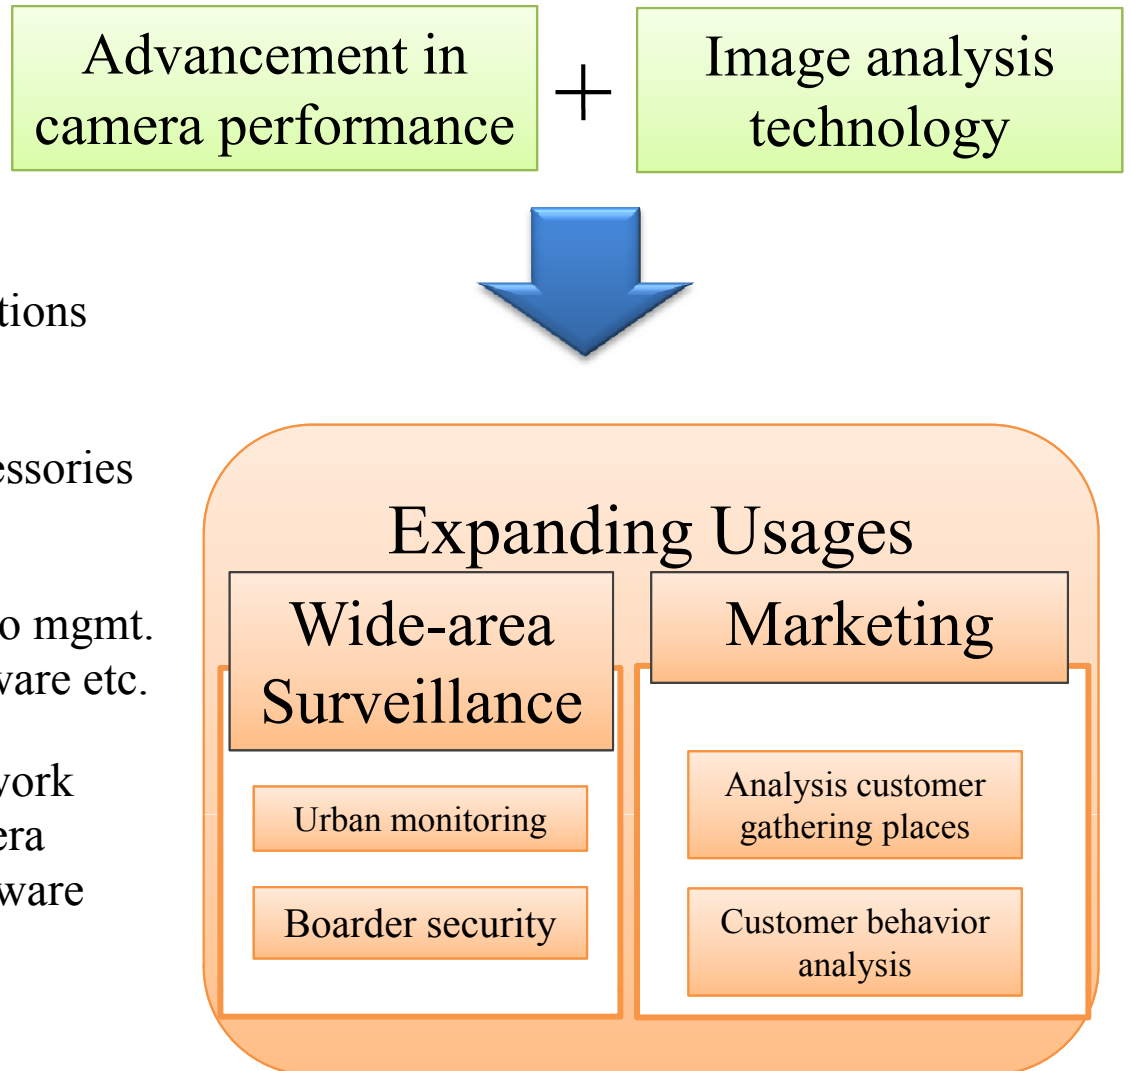 Advancement in
camera performance
+
Image analysis
technology
tions
essories
o mgmt.
ware etc.
work
era
ware
Expanding Usages
Wide-area
Surveillance
Urban monitoring
Boarder security
Marketing
Analysis customer
gathering places
Customer behavior
analysis